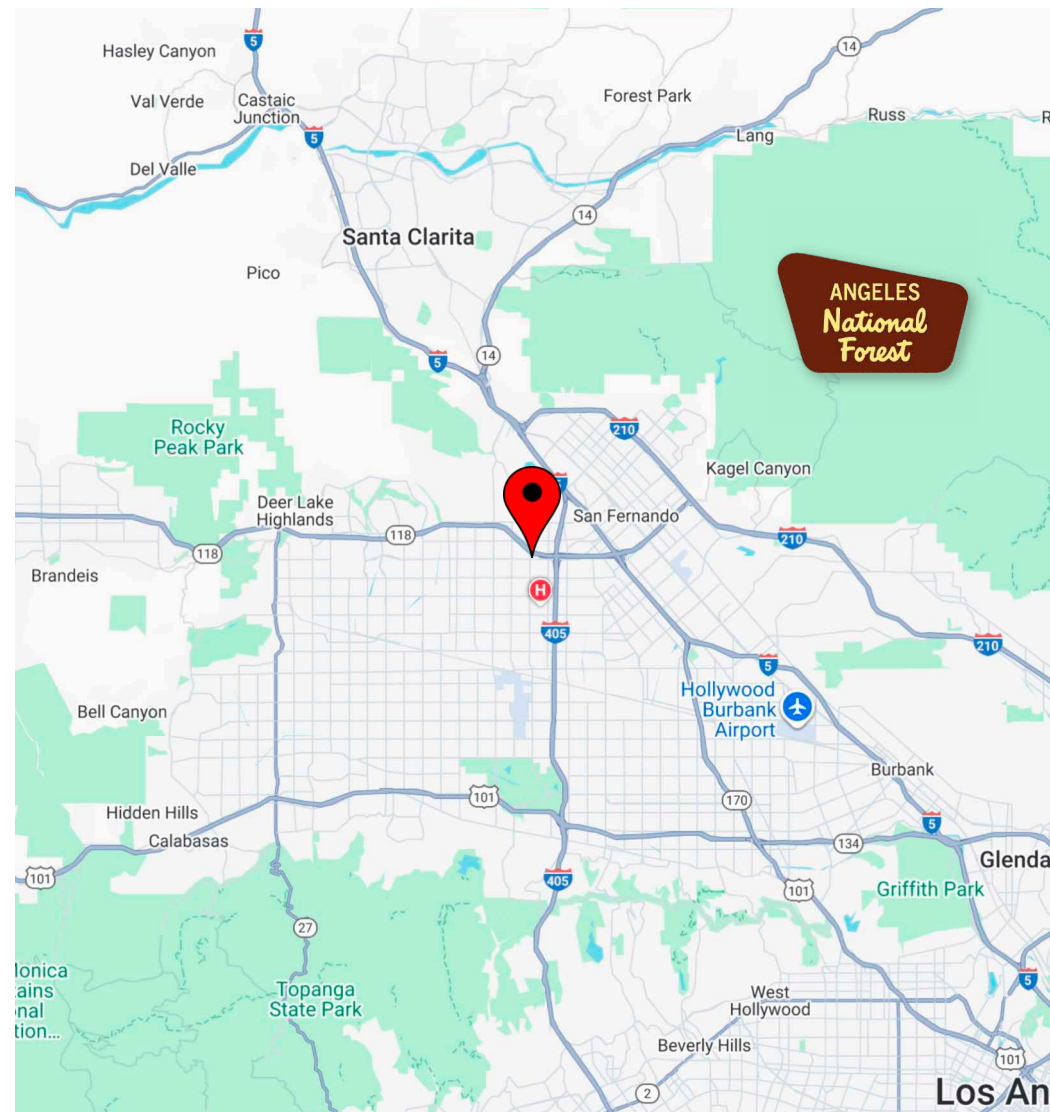 5
14
Hasley Canyon
Val Verde
Castaic
Junction
Forest Park
Russ
R
5
Lang
Del Valle
14
Santa Clarita
Pico
ANGELES
National
Forest
5
14
Rocky
Peak Park
210
Kagel Canyon
Deer Lake
Highlands
San Fernando
118
118
210
Brandeis
H
405
210
5
Hollywood
Burbank
Airport
Bell Canyon
Burbank
101
170
Hidden Hills
5
Calabasas
134
Glenda
101
405
101
Griffith Park
27
Monica
tains
onal
tion...
Topanga
State Park
5
West
Hollywood
Beverly Hills
101
2
Los An